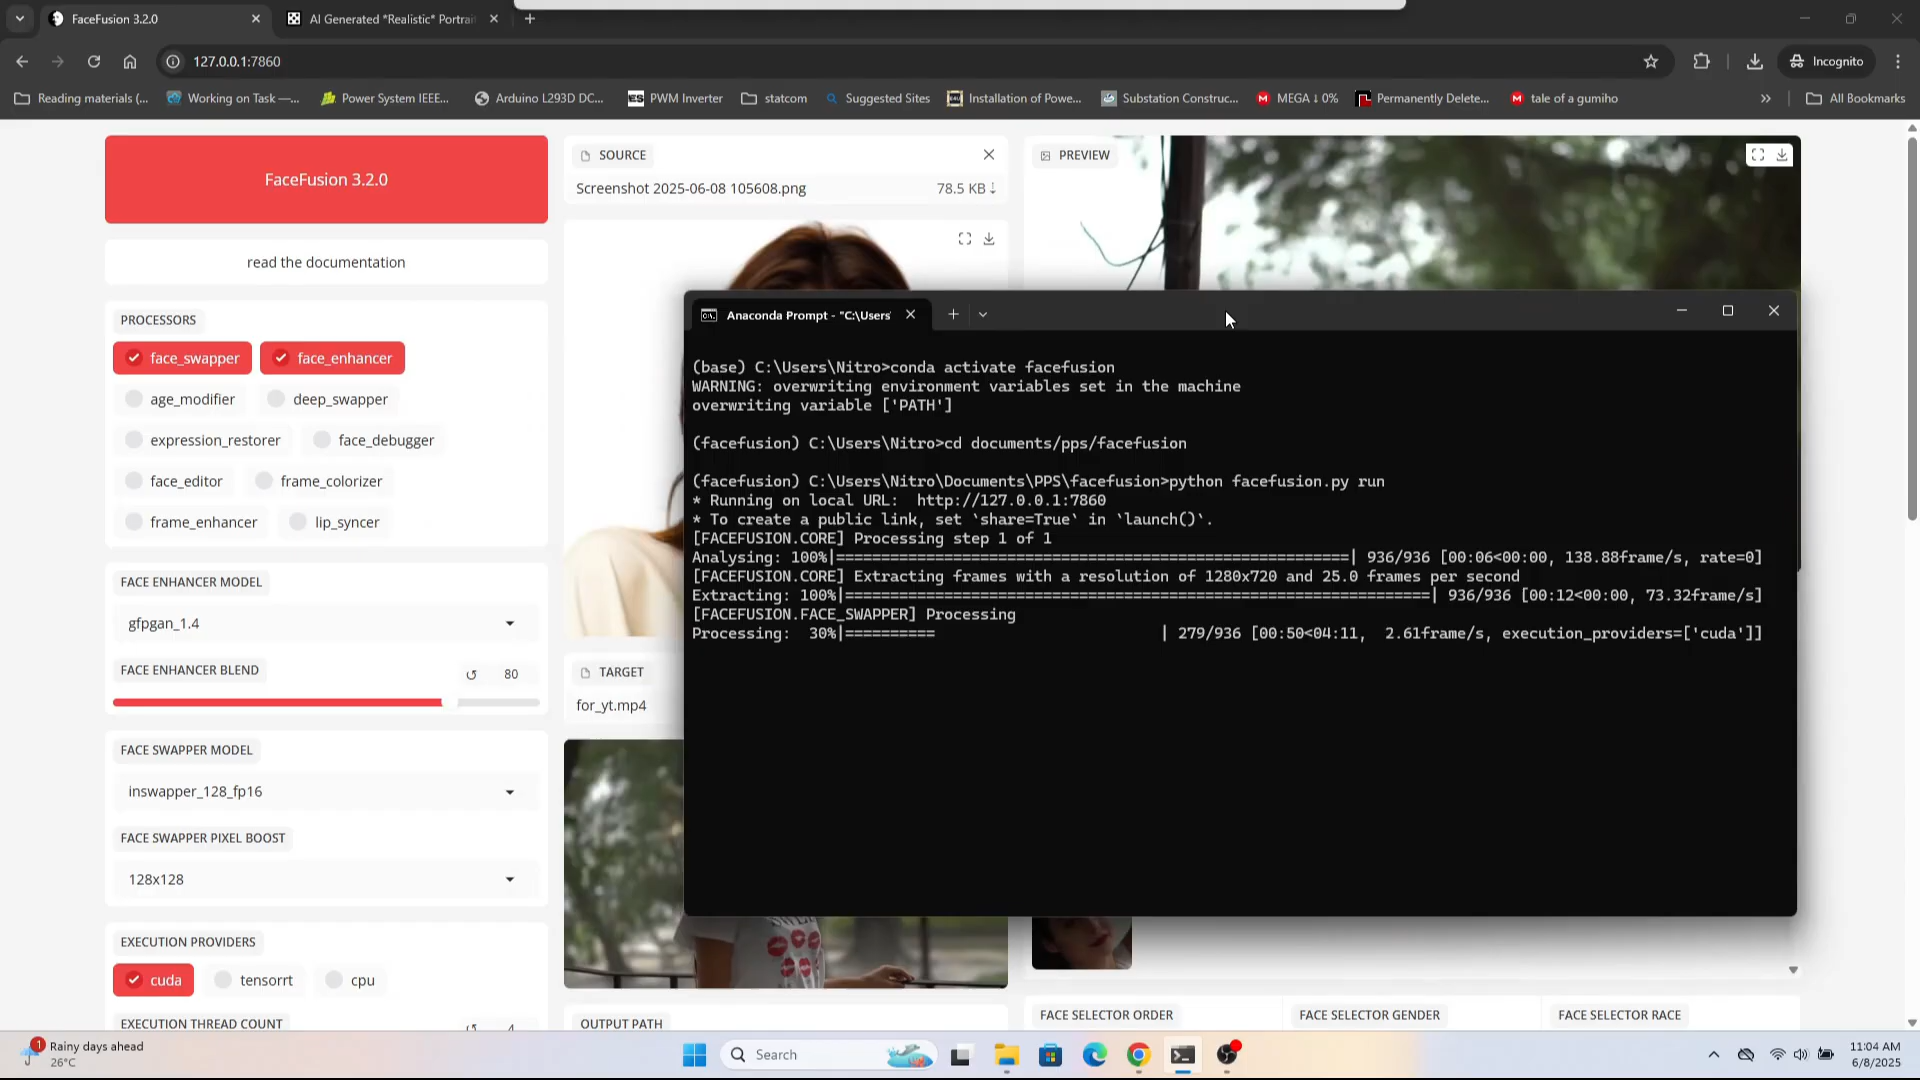 FaceFusion 3.2.0
AI Generated *Realistic* Portrai
127.0.0.1:7860
Incognito
Reading materials (...
Working on Task —...
Power System IEEE...
Arduino L293D DC...
PWM Inverter
statcom
Suggested Sites
Installation of Powe...
Substation Construc...
MEGA ↓ 0%
Permanently Delete...
tale of a gumiho
All Bookmarks
FaceFusion 3.2.0
read the documentation
PROCESSORS
face_swapper
face_enhancer
age_modifier
deep_swapper
expression_restorer
face_debugger
face_editor
frame_colorizer
frame_enhancer
lip_syncer
FACE ENHANCER MODEL
gfpgan_1.4
FACE ENHANCER BLEND
80
FACE SWAPPER MODEL
inswapper_128_fp16
FACE SWAPPER PIXEL BOOST
128x128
EXECUTION PROVIDERS
cuda
tensorrt
cpu
EXECUTION THREAD COUNT
4
SOURCE
Screenshot 2025-06-08 105608.png
78.5 KB ↓
TARGET
for_yt.mp4
OUTPUT PATH
PREVIEW
Anaconda Prompt - "C:\Users'
(base) C:\Users\Nitro>conda activate facefusion
WARNING: overwriting environment variables set in the machine
overwriting variable ['PATH']
(facefusion) C:\Users\Nitro>cd documents/pps/facefusion
(facefusion) C:\Users\Nitro\Documents\PPS\facefusion>python facefusion.py run
* Running on local URL:  http://127.0.0.1:7860
* To create a public link, set `share=True` in `launch()`.
[FACEFUSION.CORE] Processing step 1 of 1
Analysing: 100%|=========================================================| 936/936 [00:06<00:00, 138.88frame/s, rate=0]
[FACEFUSION.CORE] Extracting frames with a resolution of 1280x720 and 25.0 frames per second
Extracting: 100%|=================================================================| 936/936 [00:12<00:00, 73.32frame/s]
[FACEFUSION.FACE_SWAPPER] Processing
Processing:  30%|==========                         | 279/936 [00:50<04:11,  2.61frame/s, execution_providers=['cuda']]
FACE SELECTOR ORDER
FACE SELECTOR GENDER
FACE SELECTOR RACE
1
Rainy days ahead
26°C
Search
11:04 AM
6/8/2025